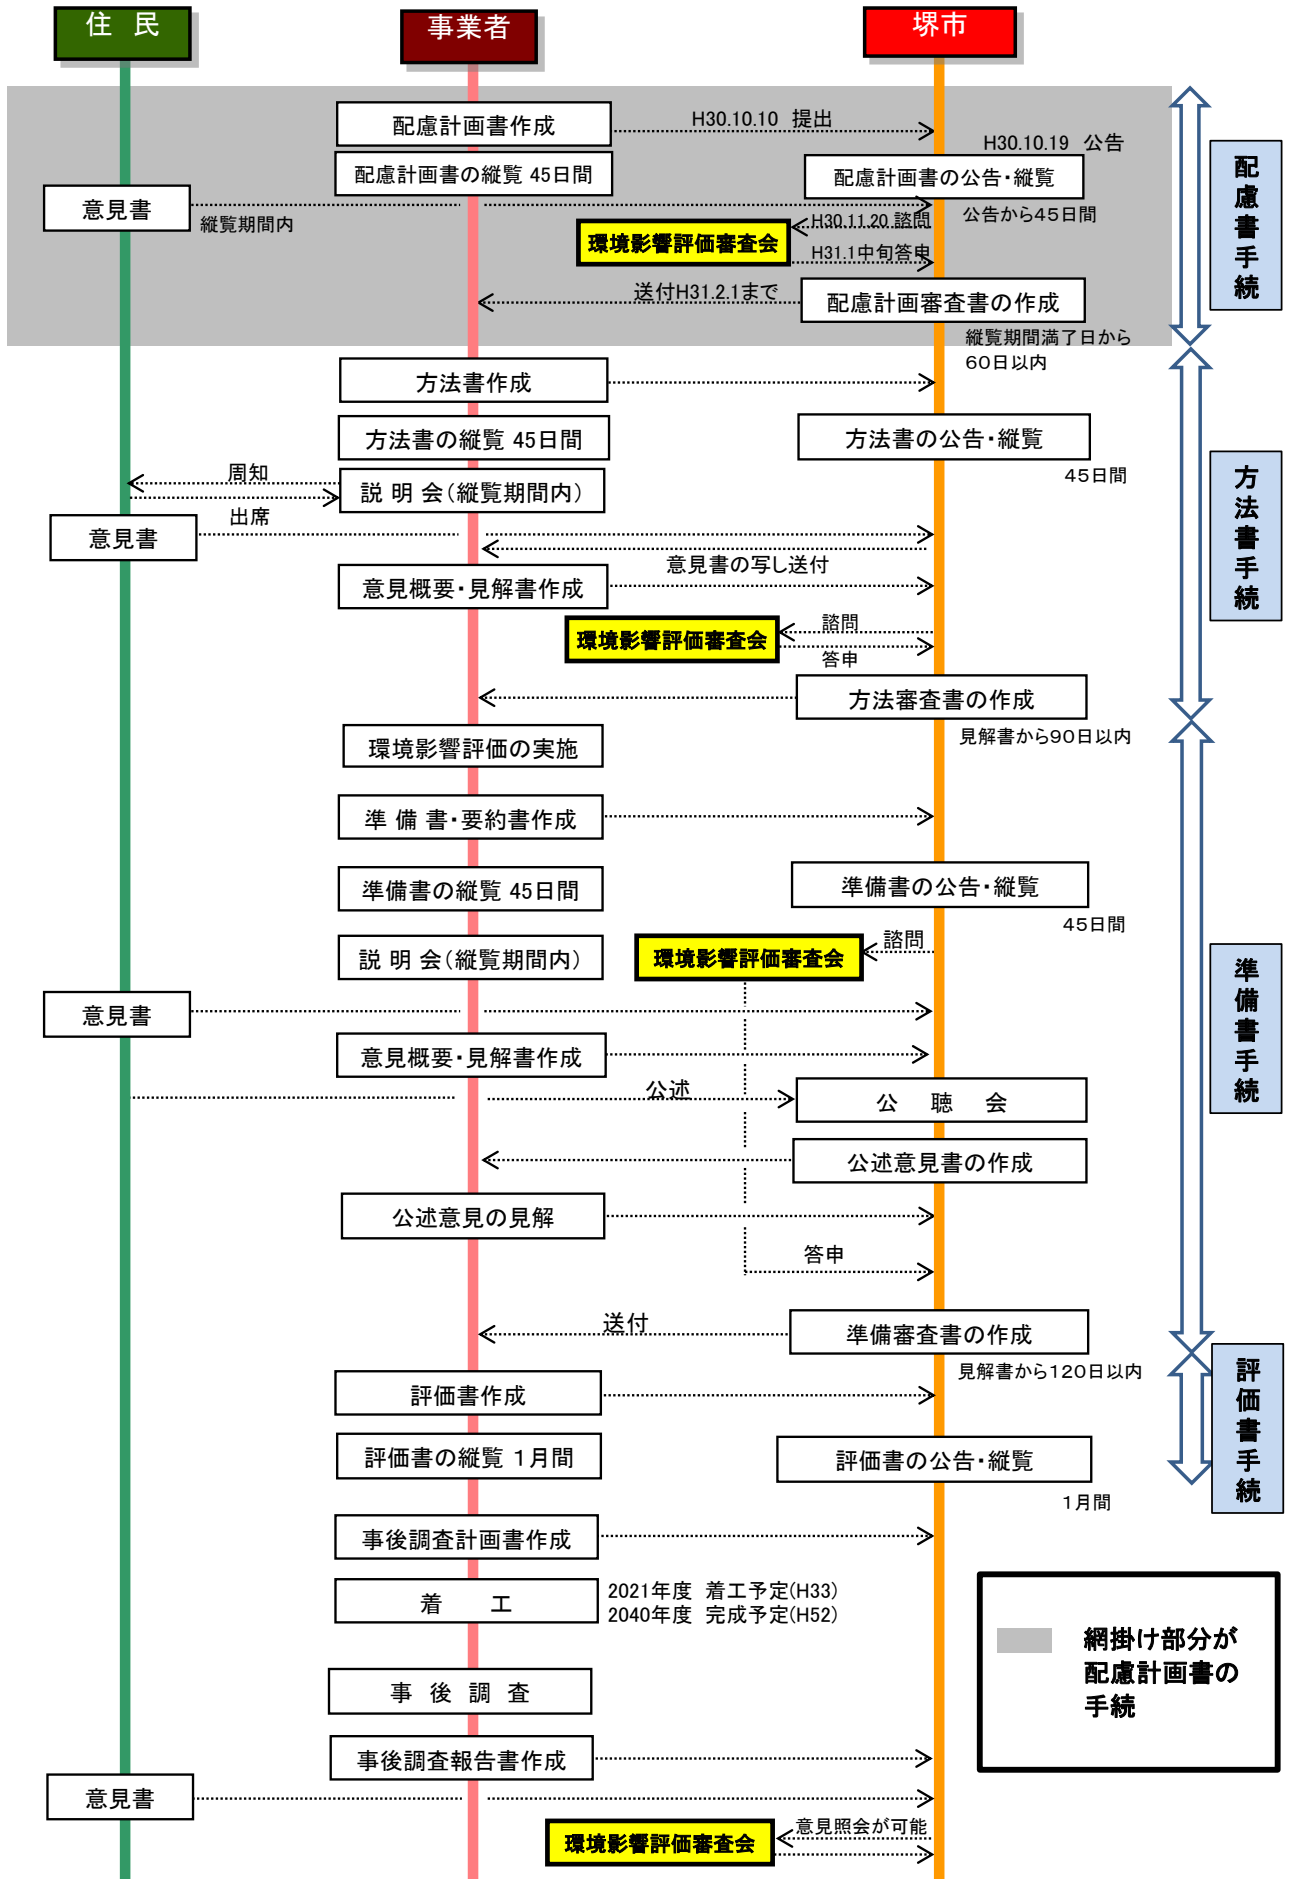 住　民
事業者
堺市
配慮計画書作成
H30.10.10 提出
H30.10.19 公告
配慮計画書の縦覧 45日間
配慮計画書の公告・縦覧
意見書
縦覧期間内
公告から45日間
H30.11.20 諮問
環境影響評価審査会
H31.1中旬答申
送付H31.2.1まで
配慮計画審査書の作成
縦覧期間満了日から
60日以内
配慮書手続
方法書作成
方法書の縦覧 45日間
方法書の公告・縦覧
45日間
周知
説 明 会（縦覧期間内）
出席
意見書
意見書の写し送付
意見概要・見解書作成
諮問
環境影響評価審査会
答申
方法審査書の作成
見解書から90日以内
方法書手続
環境影響評価の実施
準 備 書・要約書作成
準備書の縦覧 45日間
準備書の公告・縦覧
45日間
諮問
環境影響評価審査会
説 明 会（縦覧期間内）
意見書
意見概要・見解書作成
公述
公　聴　会
公述意見書の作成
公述意見の見解
答申
送付
準備審査書の作成
見解書から120日以内
準備書手続
評価書作成
評価書の縦覧 1月間
評価書の公告・縦覧
1月間
評価書手続
事後調査計画書作成
着　　工
2021年度 着工予定(H33)
2040年度 完成予定(H52)
網掛け部分が
配慮計画書の
手続
事 後 調 査
事後調査報告書作成
意見書
意見照会が可能
環境影響評価審査会